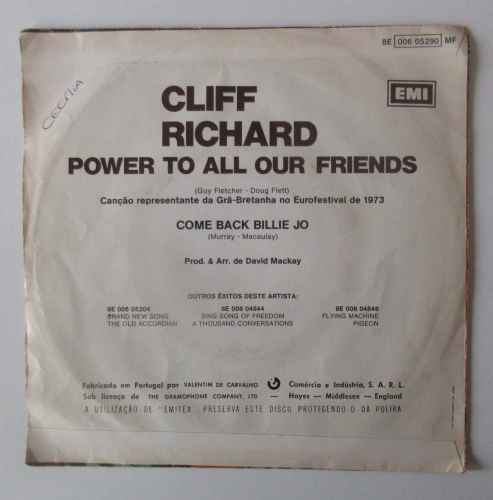 8E 006 05290 MF
CECÍLIA
EMI
CLIFF
RICHARD
POWER TO ALL OUR FRIENDS
(Guy Fletcher - Doug Flett)
Canção representante da Grã-Bretanha no Eurofestival de 1973
COME BACK BILLIE JO
(Murray - Macaulay)
Prod. & Arr. de David Mackay
OUTROS ÊXITOS DESTE ARTISTA:
8E 006 05204 8E 006 04944 8E 006 04846
BRAND NEW SONG SING SONG OF FREEDOM FLYING MACHINE
THE OLD ACCORDIAN A THOUSAND CONVERSATIONS PIGEON
Fabricado em Portugal por VALENTIM DE CARVALHO Comércio e Indústria, S. A. R. L.
Sob licença de THE GRAMOPHONE COMPANY, LTD — Hayes — Middlesex — England
A UTILIZAÇÃO DE "EMITEX" PRESERVA ESTE DISCO PROTEGENDO-O DA POEIRA